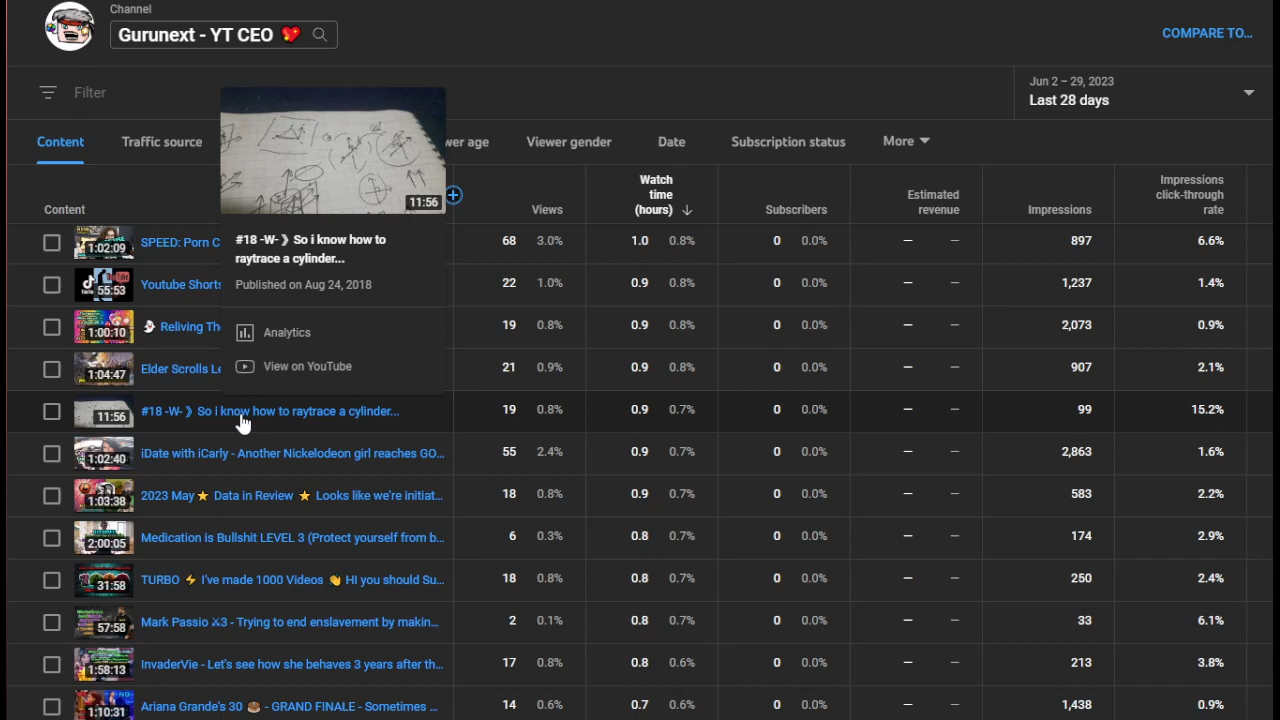 Channel
Gurunext - YT CEO 💖
COMPARE TO...
Filter
Jun 2 – 29, 2023
Last 28 days
Content
Traffic source
wer age
Viewer gender
Date
Subscription status
More
11:56
#18 -W- 》 So i know how to
raytrace a cylinder...
Published on Aug 24, 2018
Analytics
View on YouTube
Content
Views
Watch
time
(hours)
Subscribers
Estimated
revenue
Impressions
Impressions
click-through
rate
1:02:09 SPEED: Porn C 68 3.0% 1.0 0.8% 0 0.0% — — 897 6.6%
55:53 Youtube Shorts 22 1.0% 0.9 0.8% 0 0.0% — — 1,237 1.4%
1:00:10 👻 Reliving The 19 0.8% 0.9 0.8% 0 0.0% — — 2,073 0.9%
1:04:47 Elder Scrolls Le 21 0.9% 0.9 0.8% 0 0.0% — — 907 2.1%
11:56 #18 -W- 》 So i know how to raytrace a cylinder... 19 0.8% 0.9 0.7% 0 0.0% — — 99 15.2%
1:02:40 iDate with iCarly - Another Nickelodeon girl reaches GO... 55 2.4% 0.9 0.7% 0 0.0% — — 2,863 1.6%
1:03:38 2023 May⭐ Data in Review ⭐ Looks like we're initiat... 18 0.8% 0.9 0.7% 0 0.0% — — 583 2.2%
2:00:05 Medication is Bullshit LEVEL 3 (Protect yourself from b... 6 0.3% 0.8 0.7% 0 0.0% — — 174 2.9%
31:58 TURBO ⚡ I've made 1000 Videos 👋 HI you should Su... 18 0.8% 0.8 0.7% 0 0.0% — — 250 2.4%
57:58 Mark Passio ⚔3 - Trying to end enslavement by makin... 2 0.1% 0.8 0.7% 0 0.0% — — 33 6.1%
1:58:13 InvaderVie - Let's see how she behaves 3 years after th... 17 0.8% 0.8 0.6% 0 0.0% — — 213 3.8%
1:10:31 Ariana Grande's 30 🎂 - GRAND FINALE - Sometimes ... 14 0.6% 0.7 0.6% 0 0.0% — — 1,438 0.9%